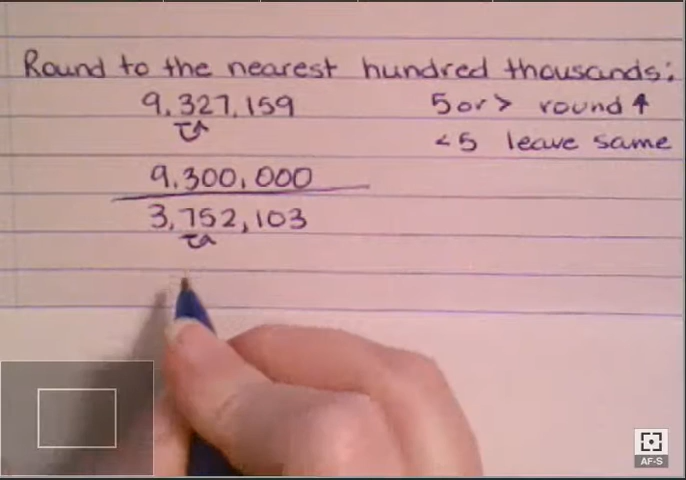 Round to the nearest hundred thousands:
9,327,159 5 or > round ↑
<5 leave same
9,300,000
3,752,103
AF-S